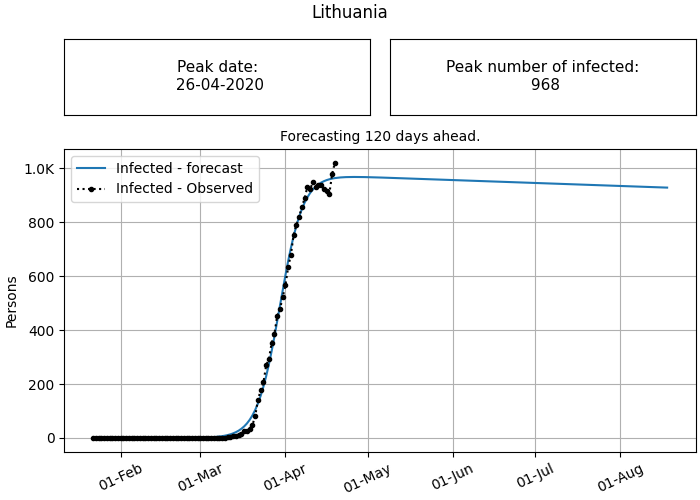 Lithuania
Peak date:
26-04-2020
Peak number of infected:
968
Forecasting 120 days ahead.
Infected - forecast
Infected - Observed
1.0K
800
600
400
200
0
Persons
01-Feb
01-Mar
01-Apr
01-May
01-Jun
01-Jul
01-Aug